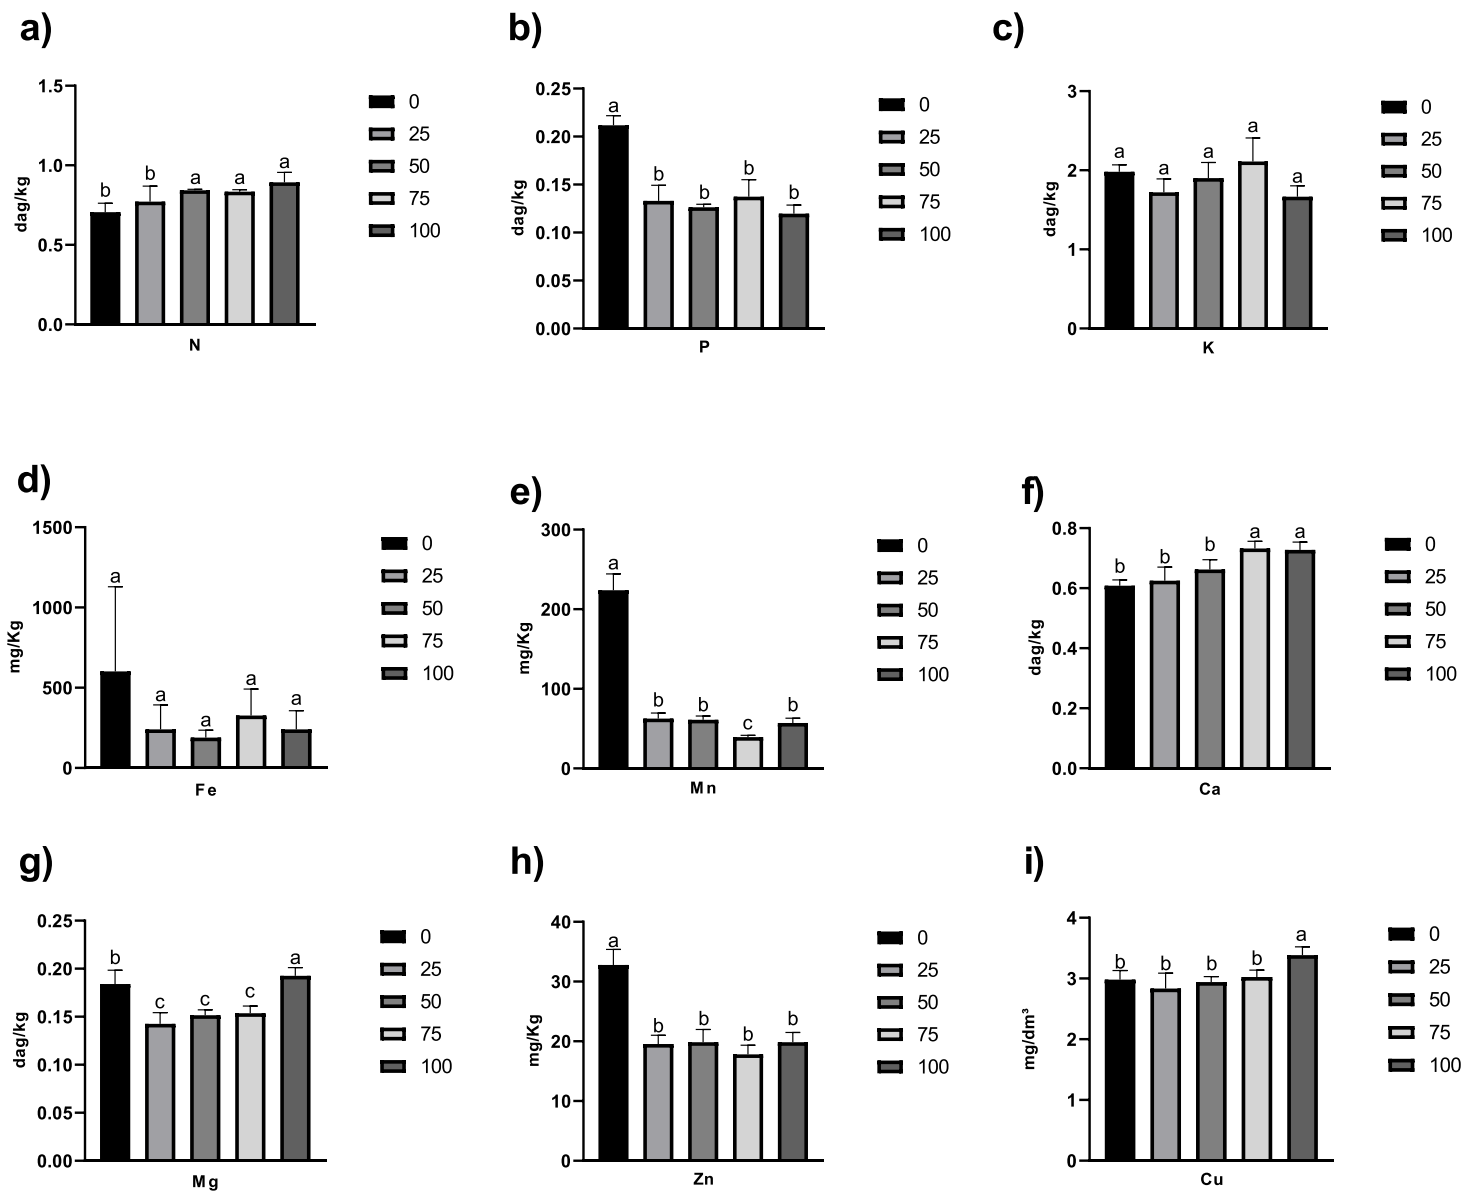 a)
1.5
1.0
0.5
0.0
dag/kg
b b a a a
N
0
25
50
75
100
b)
0.25
0.20
0.15
0.10
0.05
0.00
dag/kg
a b b b b
P
0
25
50
75
100
c)
3
2
1
0
dag/kg
a a a a a
K
0
25
50
75
100
d)
1500
1000
500
0
mg/Kg
a a a a a
Fe
0
25
50
75
100
e)
300
200
100
0
mg/Kg
a b b c b
Mn
0
25
50
75
100
f)
0.8
0.6
0.4
0.2
0.0
dag/kg
b b b a a
Ca
0
25
50
75
100
g)
0.25
0.20
0.15
0.10
0.05
0.00
dag/kg
b c c c a
Mg
0
25
50
75
100
h)
40
30
20
10
0
mg/Kg
a b b b b
Zn
0
25
50
75
100
i)
4
3
2
1
0
mg/dm³
b b b b a
Cu
0
25
50
75
100